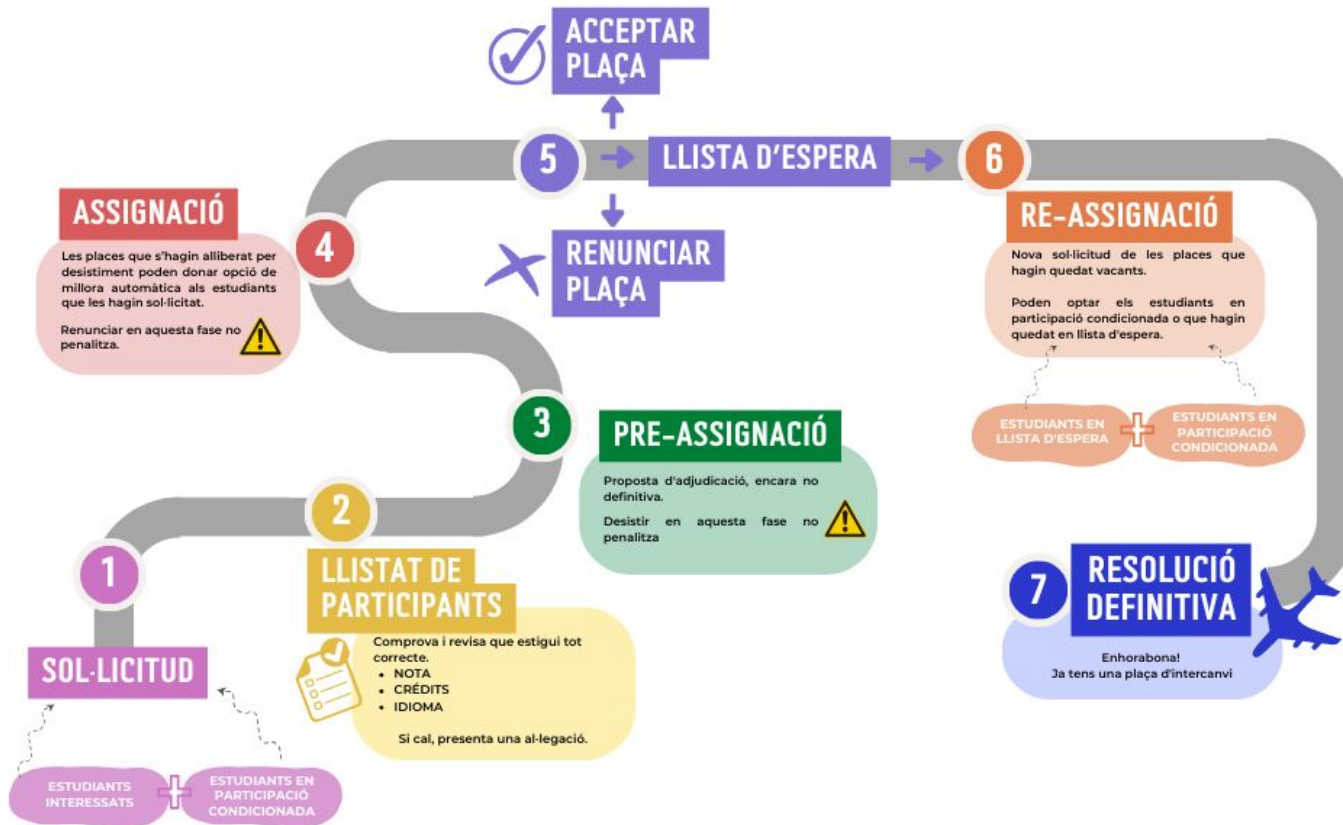 1
SOL·LICITUD
ESTUDIANTS
INTERESSATS
ESTUDIANTS EN
PARTICIPACIÓ
CONDICIONADA
2
LLISTAT DE
PARTICIPANTS
Comprova i revisa que estigui tot
correcte.
• NOTA
• CRÉDITS
• IDIOMA
Si cal, presenta una al·legació.
3
PRE-ASSIGNACIÓ
Proposta d'adjudicació, encara no
definitiva.
Desistir en aquesta fase no
penalitza
4
ASSIGNACIÓ
Les places que s'hagin alliberat per
desistiment poden donar opció de
millora automàtica als estudiants
que les hagin sol·licitat.
Renunciar en aquesta fase no
penalitza.
5
ACCEPTAR
PLAÇA
LLISTA D'ESPERA
RENUNCIAR
PLAÇA
6
RE-ASSIGNACIÓ
Nova sol·licitud de les places que
hagin quedat vacants.
Poden optar els estudiants en
participació condicionada o que hagin
quedat en llista d'espera.
ESTUDIANTS EN
LLISTA D'ESPERA
ESTUDIANTS EN
PARTICIPACIÓ
CONDICIONADA
7
RESOLUCIÓ
DEFINITIVA
Enhorabona!
Ja tens una plaça d'intercanvi